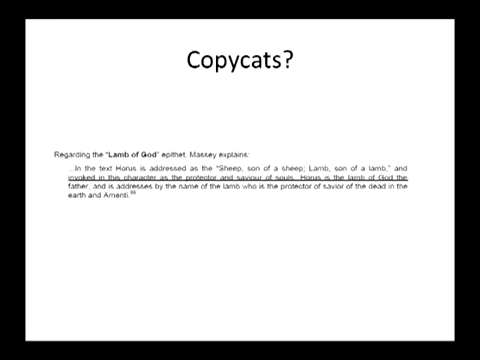 Copycats?
Regarding the “Lamb of God” epithet, Massey explains:
...In the text Horus is addressed as the “Sheep, son of a sheep; Lamb, son of a lamb,” and
invoked in this character as the protector and saviour of souls. Horus is the lamb of God the
father, and is addresses by the name of the lamb who is the protector of savior of the dead in the
earth and Amenti.